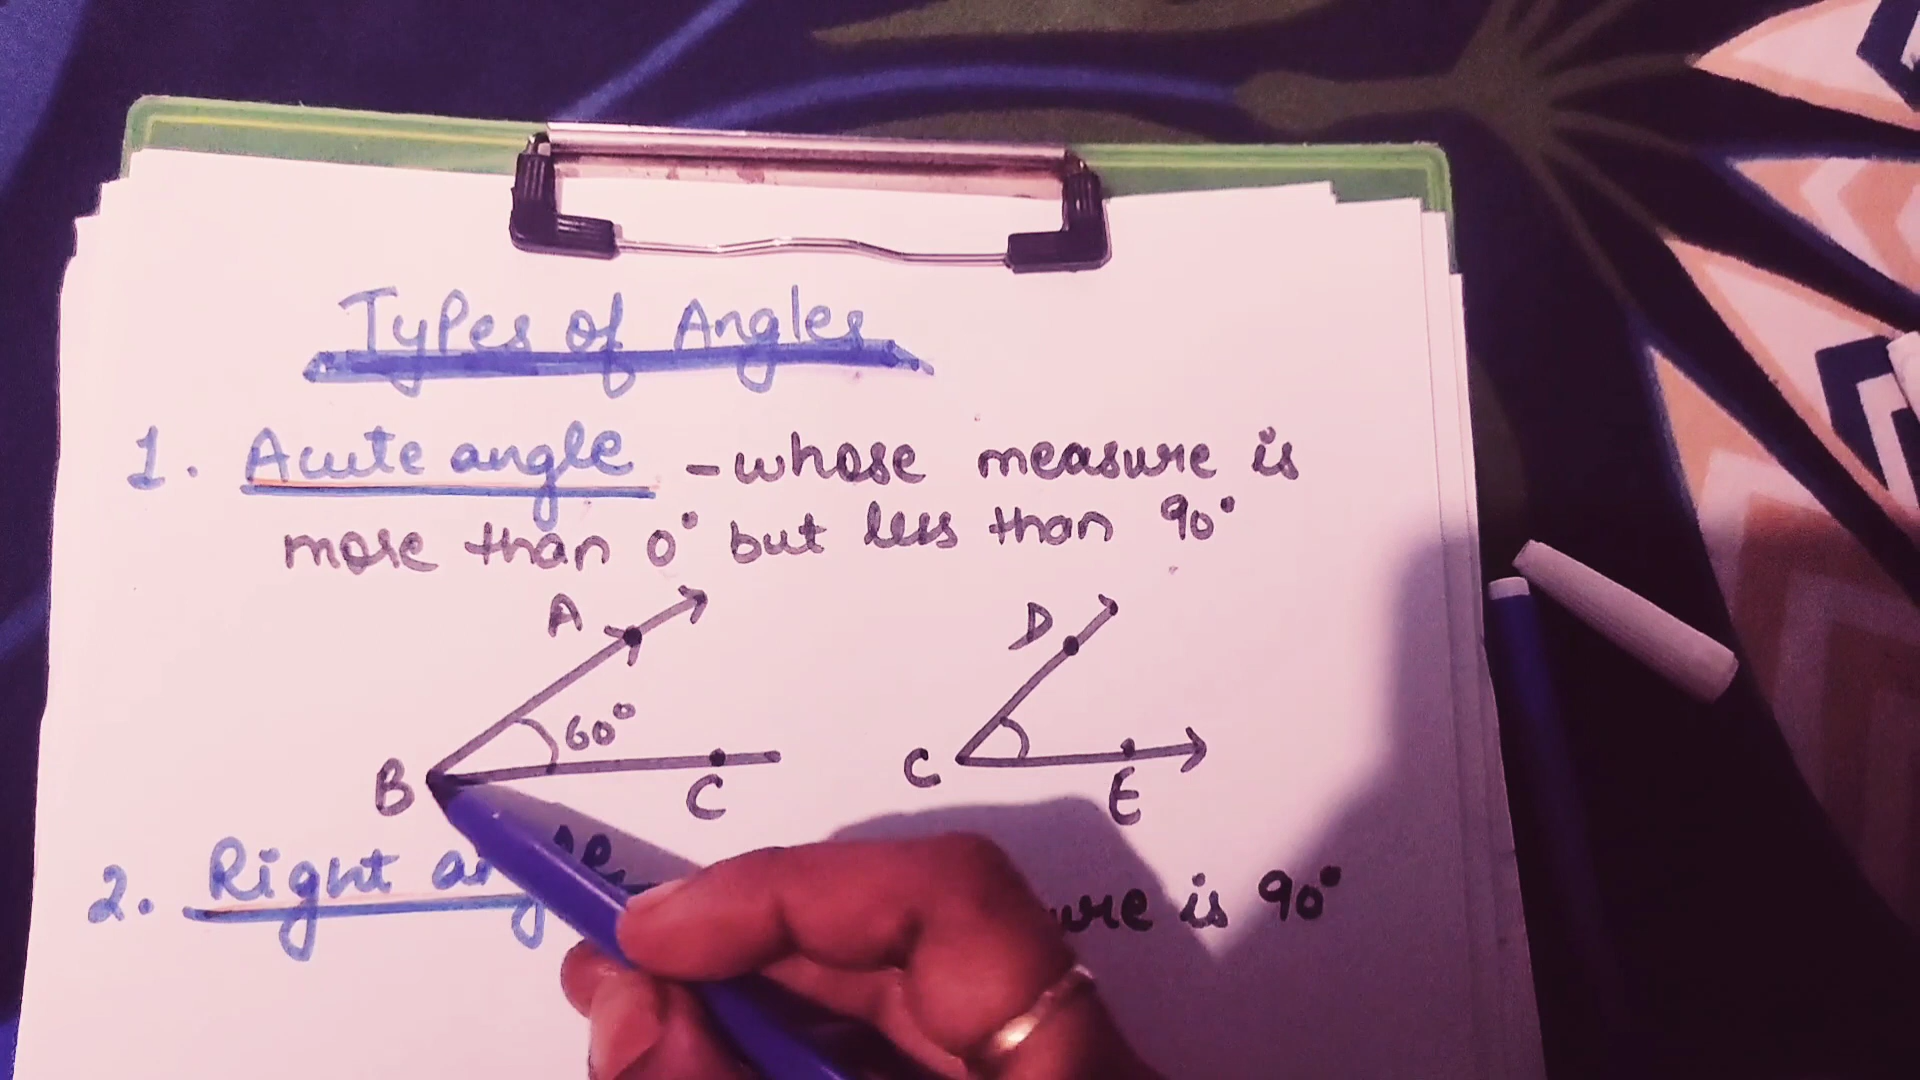 Types of Angles
1. Acute angle - whose measure is
more than 0° but less than 90°
A
D
60°
B
C
C
E
2. Right is 90°